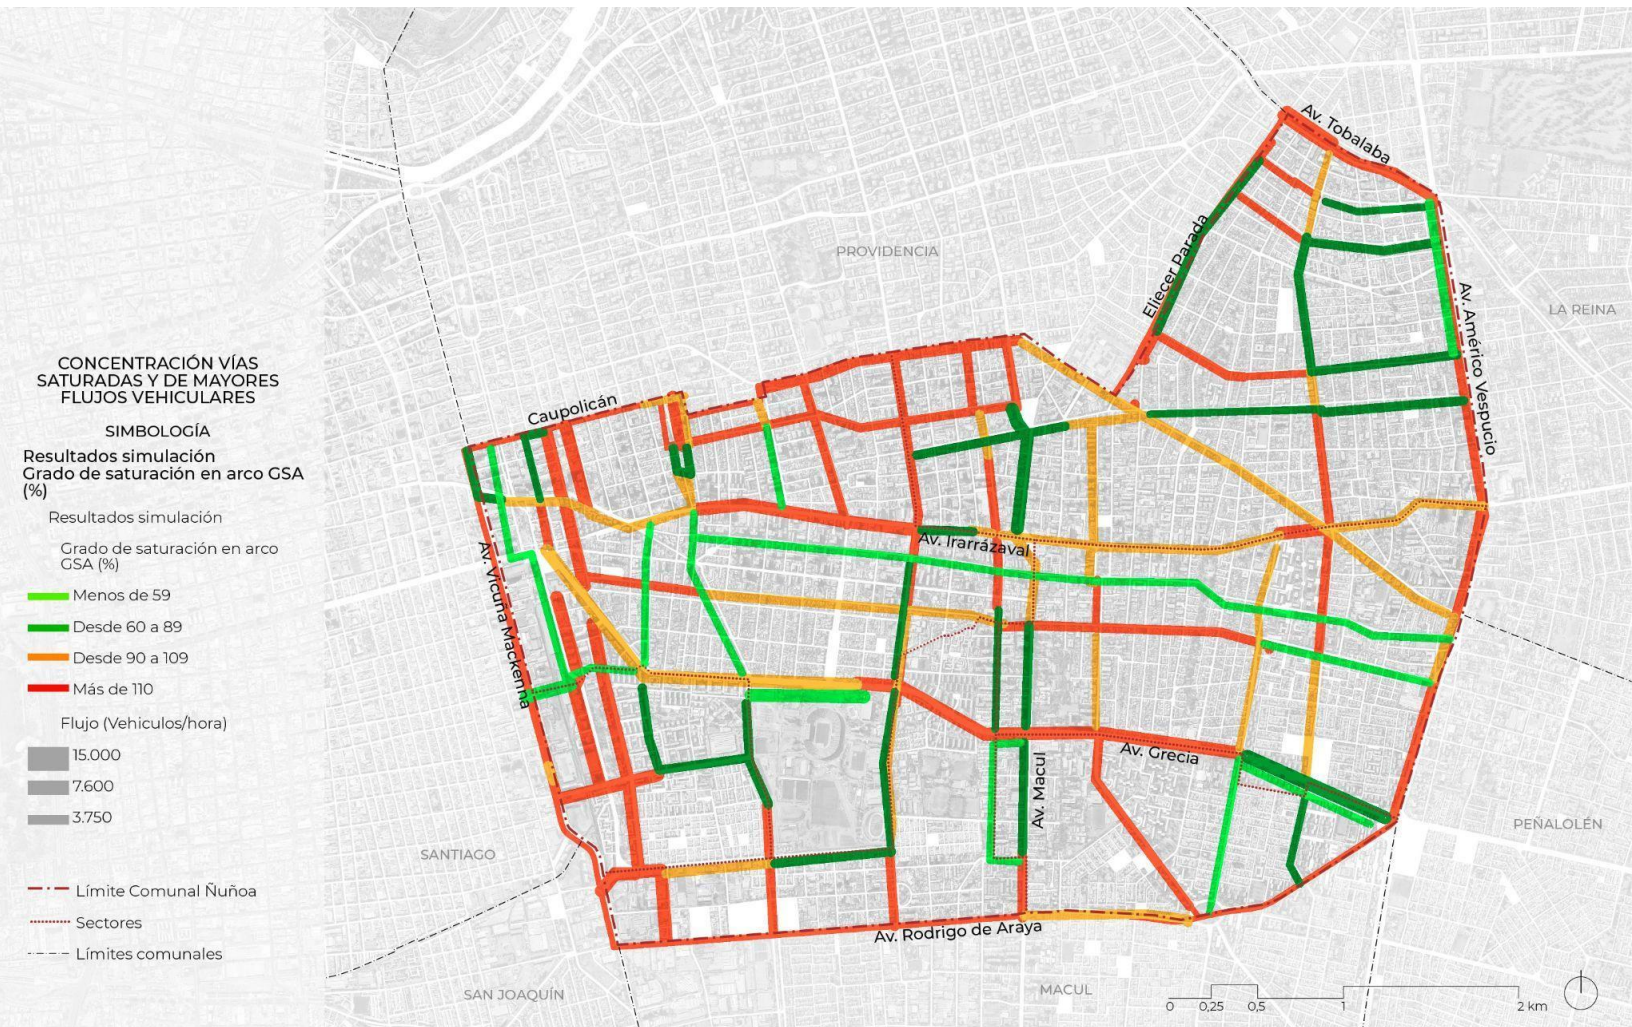 CONCENTRACIÓN VÍAS
SATURADAS Y DE MAYORES
FLUJOS VEHICULARES
SIMBOLOGÍA
Resultados simulación
Grado de saturación en arco GSA
(%)
Resultados simulación
Grado de saturación en arco
GSA (%)
Menos de 59
Desde 60 a 89
Desde 90 a 109
Más de 110
Flujo (Vehiculos/hora)
15.000
7.600
3.750
Límite Comunal Ñuñoa
Sectores
Límites comunales
Av. Tobalaba
PROVIDENCIA
Eliecer Parada
Av. Américo Vespucio
LA REINA
Caupolicán
Av. Irarrázaval
Av. Vicuña Mackenna
Av. Grecia
Av. Macul
PEÑALOLÉN
SANTIAGO
Av. Rodrigo de Araya
SAN JOAQUÍN
MACUL
0 0,25 0,5 1 2 km